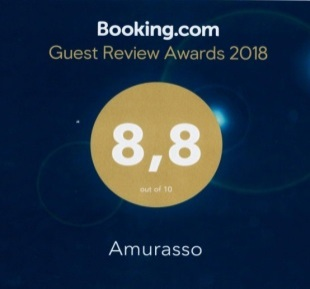 Booking.com
Guest Review Awards 2018
8,8
out of 10
Amurasso